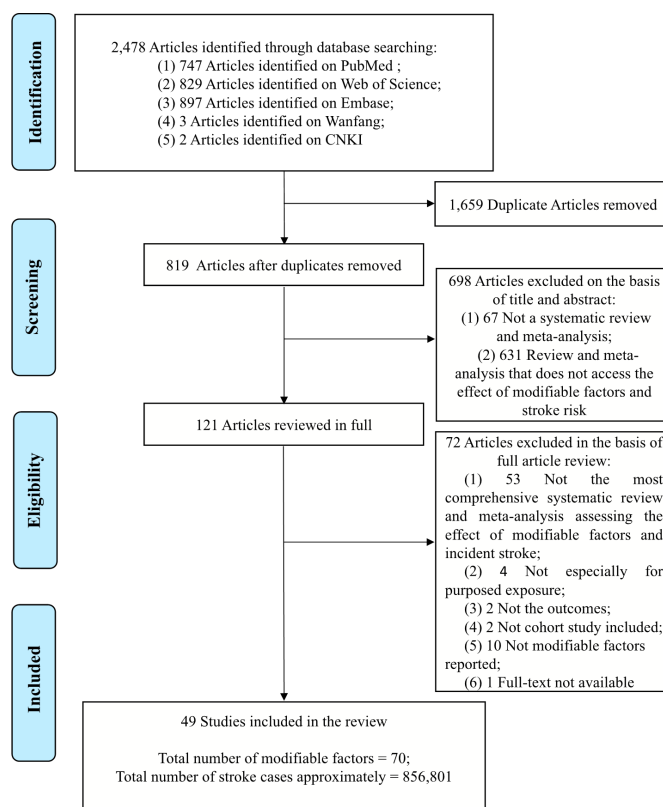 Identification
2,478 Articles identified through database searching:
(1) 747 Articles identified on PubMed ;
(2) 829 Articles identified on Web of Science;
(3) 897 Articles identified on Embase;
(4) 3 Articles identified on Wanfang;
(5) 2 Articles identified on CNKI
1,659 Duplicate Articles removed
Screening
819 Articles after duplicates removed
698 Articles excluded on the basis
of title and abstract:
(1) 67 Not a systematic review
and meta-analysis;
(2) 631 Review and meta-
analysis that does not access the
effect of modifiable factors and
stroke risk
Eligibility
121 Articles reviewed in full
72 Articles excluded in the basis of
full article review:
(1) 53 Not the most
comprehensive systematic review
and meta-analysis assessing the
effect of modifiable factors and
incident stroke;
(2) 4 Not especially for
purposed exposure;
(3) 2 Not the outcomes;
(4) 2 Not cohort study included;
(5) 10 Not modifiable factors
reported;
(6) 1 Full-text not available
Included
49 Studies included in the review
Total number of modifiable factors = 70;
Total number of stroke cases approximately = 856,801